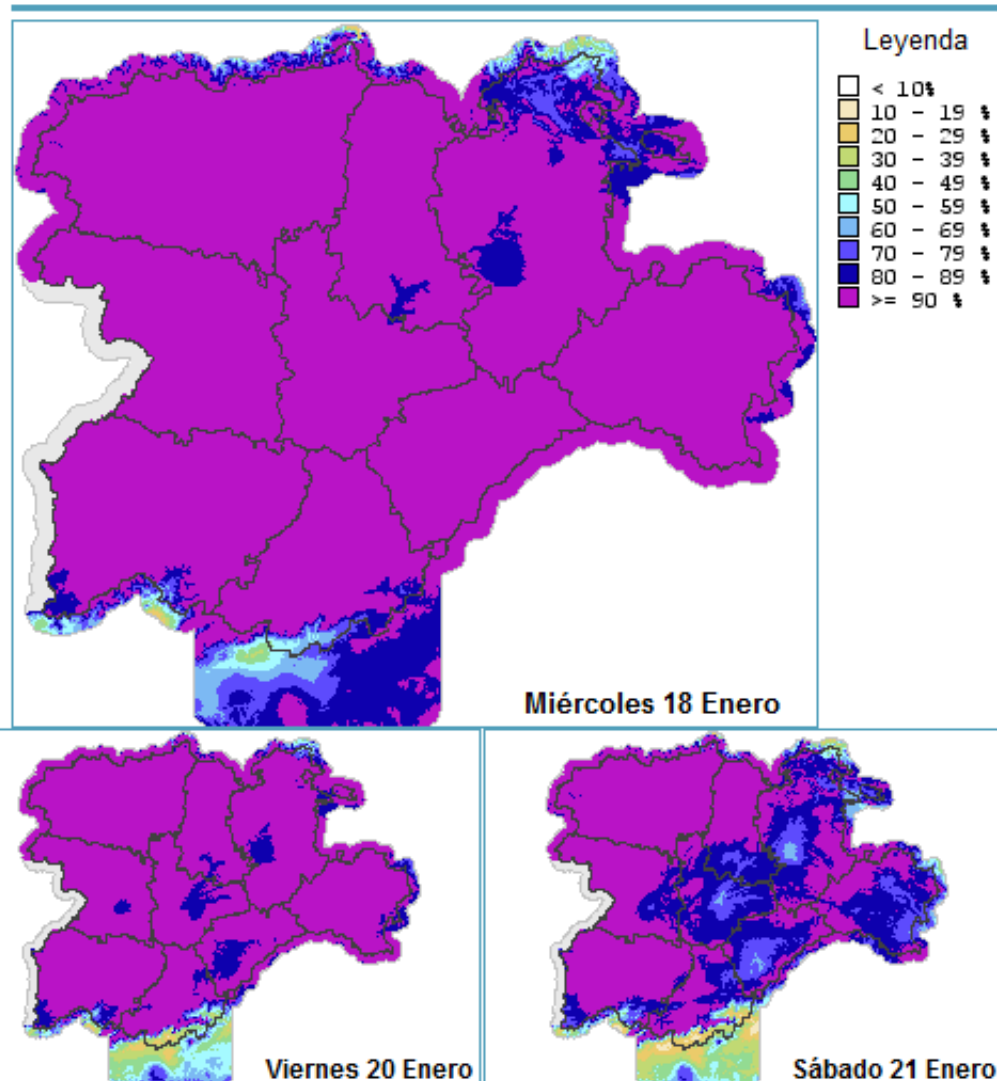 Leyenda
< 10%
10 - 19 %
20 - 29 %
30 - 39 %
40 - 49 %
50 - 59 %
60 - 69 %
70 - 79 %
80 - 89 %
>= 90 %
Miércoles 18 Enero
Viernes 20 Enero
Sábado 21 Enero